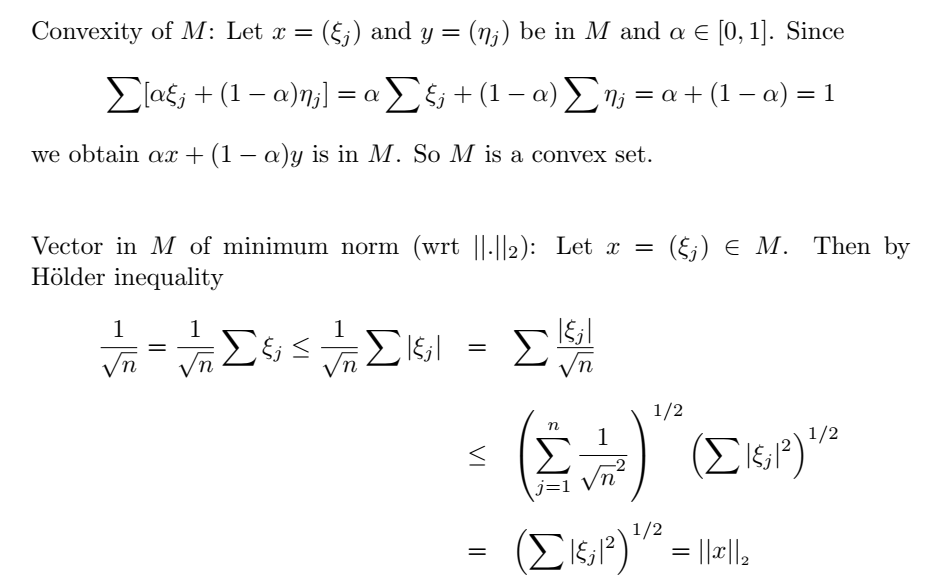 Convexity of M: Let x = (ξ_j) and y = (η_j) be in M and α ∈ [0, 1]. Since
∑[αξ_j + (1 − α)η_j] = α ∑ ξ_j + (1 − α) ∑ η_j = α + (1 − α) = 1
we obtain αx + (1 − α)y is in M. So M is a convex set.
Vector in M of minimum norm (wrt ||.||_2): Let x = (ξ_j) ∈ M. Then by
Hölder inequality
1/√n = 1/√n ∑ ξ_j ≤ 1/√n ∑ |ξ_j| = ∑ |ξ_j|/√n
≤ (∑_{j=1}^{n} 1/√n^2)^{1/2} (∑ |ξ_j|^2)^{1/2}
= (∑ |ξ_j|^2)^{1/2} = ||x||_2